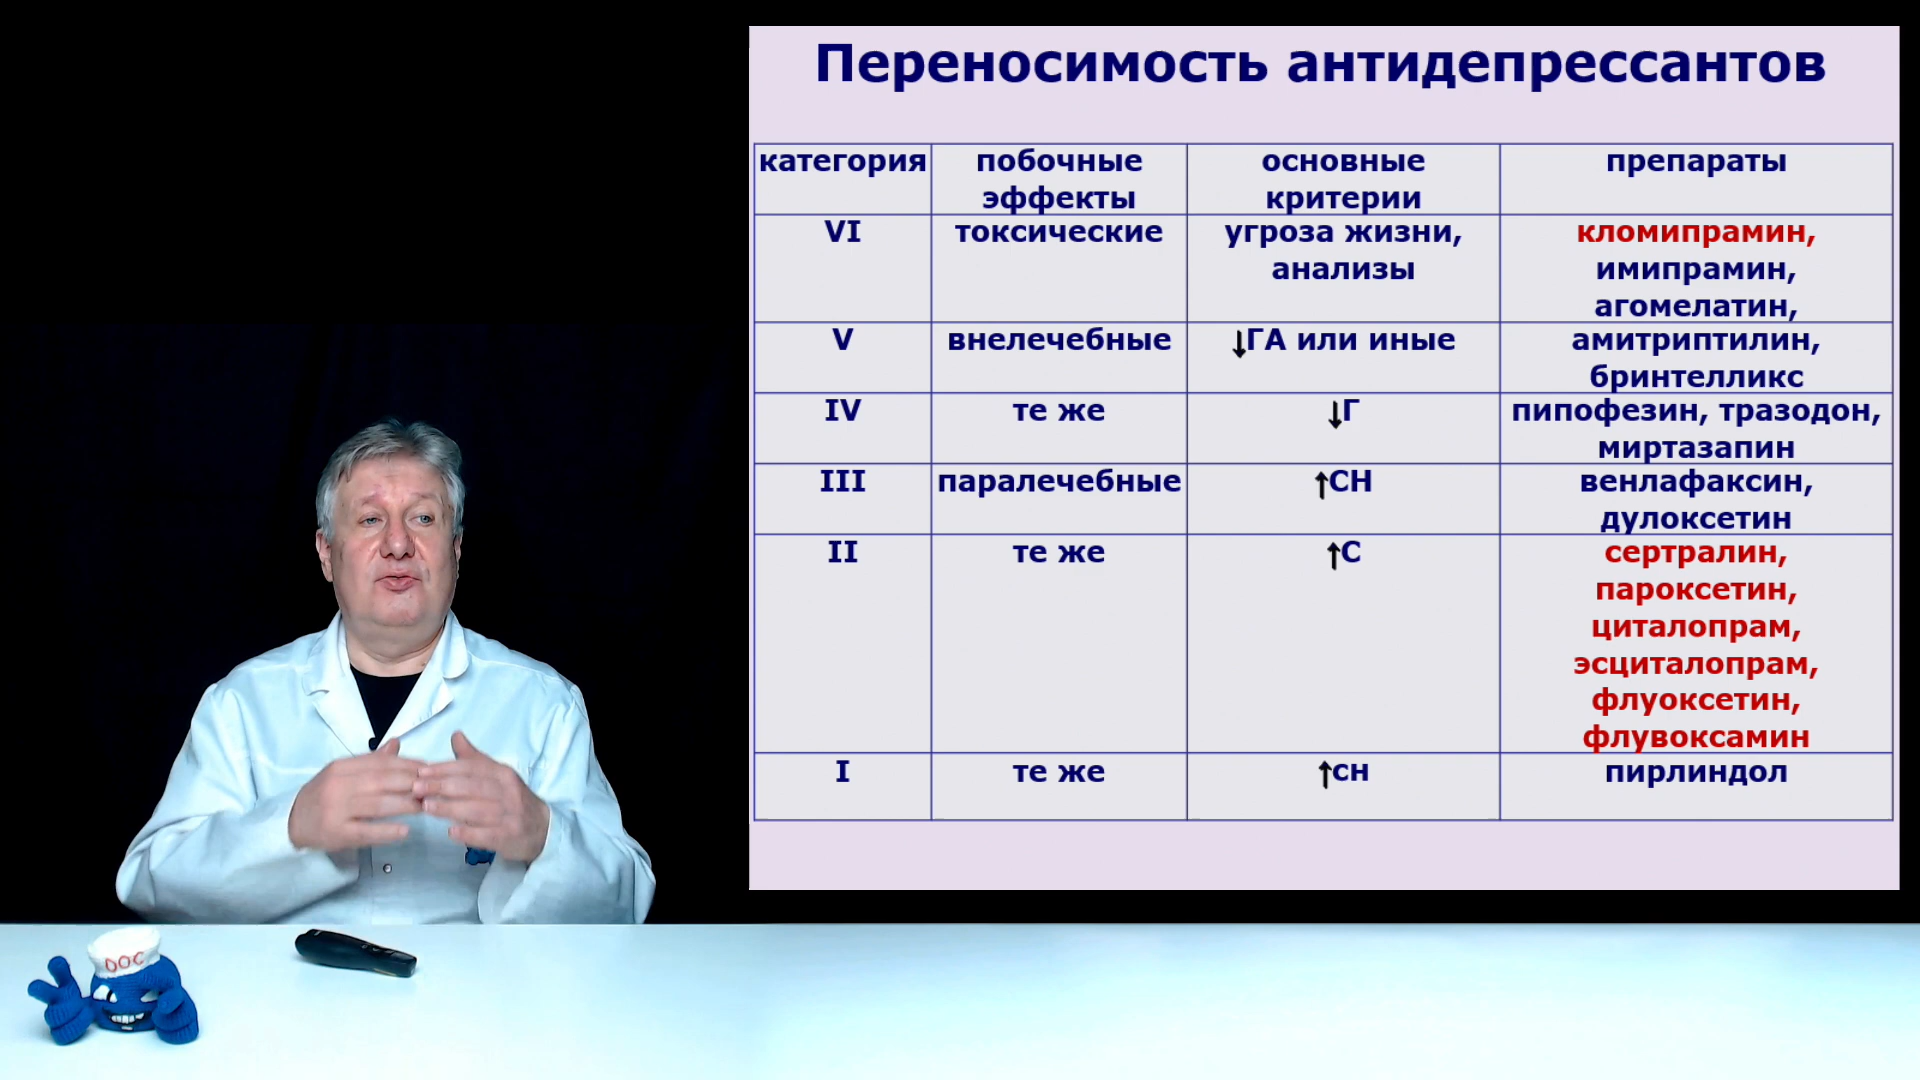 Переносимость антидепрессантов
категория
побочные
эффекты
основные
критерии
препараты
VI
токсические
угроза жизни,
анализы
кломипрамин,
имипрамин,
агомелатин,
V
внелечебные
↓ГА или иные
амитриптилин,
бринтелликс
IV
те же
↓Г
пипофезин, тразодон,
миртазапин
III
паралечебные
↑СН
венлафаксин,
дулоксетин
II
те же
↑С
сертралин,
пароксетин,
циталопрам,
эсциталопрам,
флуоксетин,
флувоксамин
I
те же
↑сн
пирлиндол
DOC